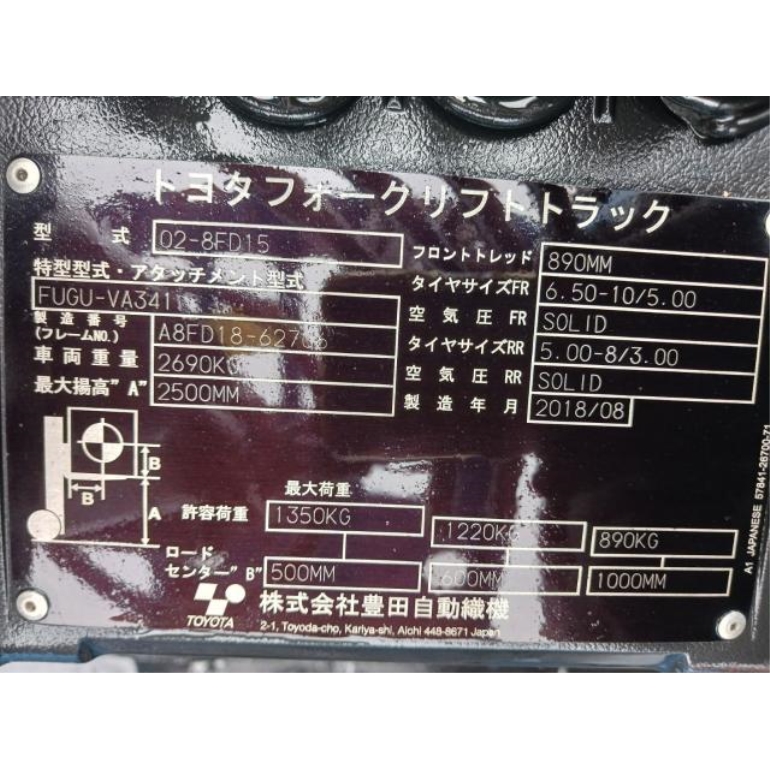 トヨタフォークリフトトラック
型式 02-8FD15
特型型式・アタッチメント型式
FUGU-VA341
製造番号
(フレームNO.)
車両重量 2690KG
最大揚高"A" 2500MM
フロントトレッド 890MM
タイヤサイズFR 6.50-10/5.00
空気圧 FR SOLID
タイヤサイズRR 5.00-8/3.00
空気圧 RR SOLID
製造年月 2018/08
B
B
A
最大荷重
許容荷重 1350KG 1220KG 890KG
ロード
センター"B" 500MM 600MM 1000MM
TOYOTA
株式会社豊田自動織機
2-1, Toyoda-cho, Kariya-shi, Aichi 448-8671 Japan
A1 JAPANESE 57841-26700-71